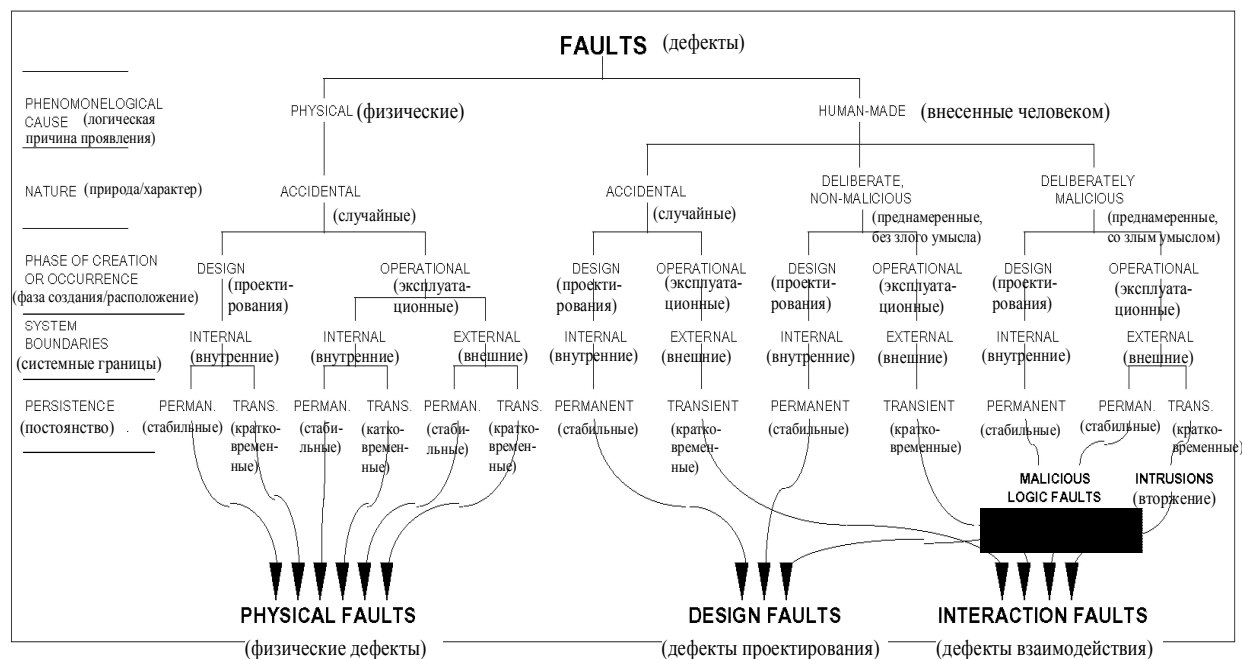 FAULTS (дефекты)
PHENOMONELOGICAL
CAUSE (логическая
причина проявления)
PHYSICAL (физические)
HUMAN-MADE (внесенные человеком)
NATURE (природа/характер)
ACCIDENTAL
(случайные)
ACCIDENTAL
(случайные)
DELIBERATE,
NON-MALICIOUS
(преднамеренные,
без злого умысла)
DELIBERATELY
MALICIOUS
(преднамеренные,
со злым умыслом)
PHASE OF CREATION
OR OCCURRENCE
(фаза создания/расположение)
DESIGN
(проекти-
рования)
OPERATIONAL
(эксплуата-
ционные)
DESIGN
(проекти-
рования)
OPERATIONAL
(эксплуата-
ционные)
DESIGN
(проекти-
рования)
OPERATIONAL
(эксплуата-
ционные)
DESIGN
(проекти-
рования)
OPERATIONAL
(эксплуата-
ционные)
SYSTEM
BOUNDARIES
(системные границы)
INTERNAL
(внутренние)
INTERNAL
(внутренние)
EXTERNAL
(внешние)
INTERNAL
(внутренние)
EXTERNAL
(внешние)
INTERNAL
(внутренние)
EXTERNAL
(внешние)
INTERNAL
(внутренние)
EXTERNAL
(внешние)
PERSISTENCE
(постоянство) .
PERMAN.
(стабильные)
TRANS.
(кратко-
времен-
ные)
PERMAN.
(стаби-
льные)
TRANS.
(катко-
времен-
ные)
PERMAN.
(стаби-
льные)
TRANS.
(кратко-
времен-
ные)
PERMANENT
(стабильные)
TRANSIENT
(кратко-
времен-
ные)
PERMANENT
(стабильные)
TRANSIENT
(кратко-
временные)
PERMANENT
(стабильные)
PERMAN.
(стабильные)
TRANS.
(кратко-
временные)
MALICIOUS
LOGIC FAULTS
INTRUSIONS
(вторжение)
PHYSICAL FAULTS
(физические дефекты)
DESIGN FAULTS
(дефекты проектирования)
INTERACTION FAULTS
(дефекты взаимодействия)